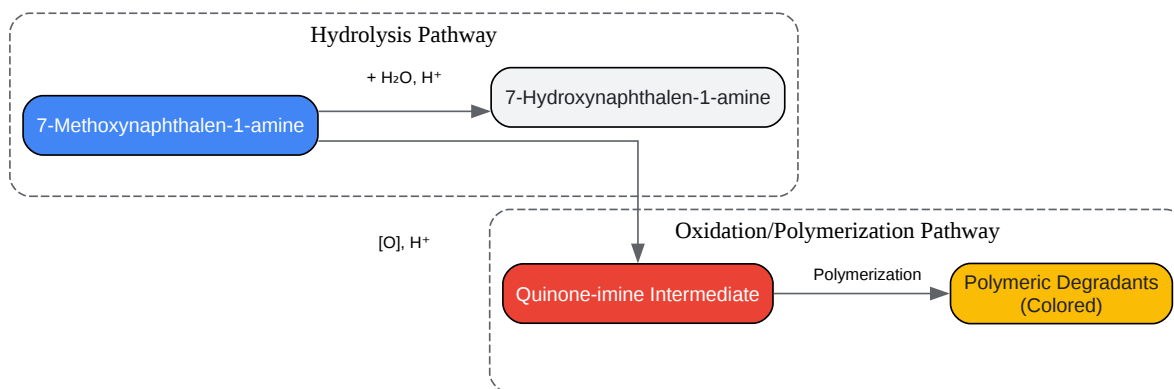 Hydrolysis Pathway
+ H₂O, H⁺
7-Methoxynaphthalen-1-amine
7-Hydroxynaphthalen-1-amine
[O], H⁺
Oxidation/Polymerization Pathway
Quinone-imine Intermediate
Polymerization
Polymeric Degradants
(Colored)